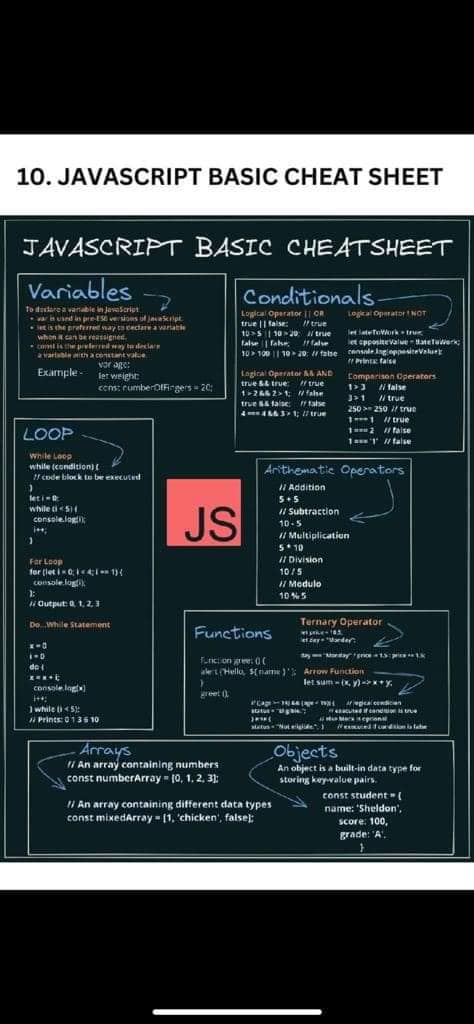 10. JAVASCRIPT BASIC CHEAT SHEET
JAVASCRIPT BASIC CHEATSHEET
Variables
To declare a variable in JavaScript
• var is used in pre-ES6 versions of JavaScript.
• let is the preferred way to declare a variable
when it can be reassigned.
• const is the preferred way to declare
a variable with a constant value.
Example -
var age;
let weight;
const numberOfFingers = 20;
Conditionals
Logical Operator || OR
true || false; // true
10 > 5 || 10 > 20; // true
false || false; // false
10 > 100 || 10 > 20; // false
Logical Operator ! NOT
let lateToWork = true;
let oppositeValue = !lateToWork;
console.log(oppositeValue);
// Prints: false
Logical Operator && AND
true && true; // true
1 > 2 && 2 > 1; // false
true && false; // false
4 === 4 && 3 > 1; // true
Comparison Operators
1 > 3 // false
3 > 1 // true
250 >= 250 // true
1 === 1 // true
1 === 2 // false
1 === '1' // false
LOOP
While Loop
while (condition) {
// code block to be executed
}
let i = 0;
while (i < 5) {
console.log(i);
i++;
}
For Loop
for (let i = 0; i < 4; i += 1) {
console.log(i);
};
// Output: 0, 1, 2, 3
Do...While Statement
x = 0
i = 0
do {
x = x + i;
console.log(x)
i++;
} while (i < 5);
// Prints: 0 1 3 6 10
JS
Arithematic Operators
// Addition
5 + 5
// Subtraction
10 - 5
// Multiplication
5 * 10
// Division
10 / 5
// Modulo
10 % 5
Functions
function greet () {
alert ('Hello, ${ name } ');
}
greet ();
Ternary Operator
let price = 10.5;
let day = "Monday";
day === "Monday" ? price -= 1.5 : price += 1.5;
Arrow Function
let sum = (x, y) => x + y;
// logical condition
status = "Eligible."; // executed if condition is true
} else { // else block is optional
status = "Not eligible."; } // executed if condition is false
Arrays
// An array containing numbers
const numberArray = [0, 1, 2, 3];
// An array containing different data types
const mixedArray = [1, 'chicken', false];
Objects
An object is a built-in data type for
storing key-value pairs.
const student = {
name: 'Sheldon',
score: 100,
grade: 'A',
}